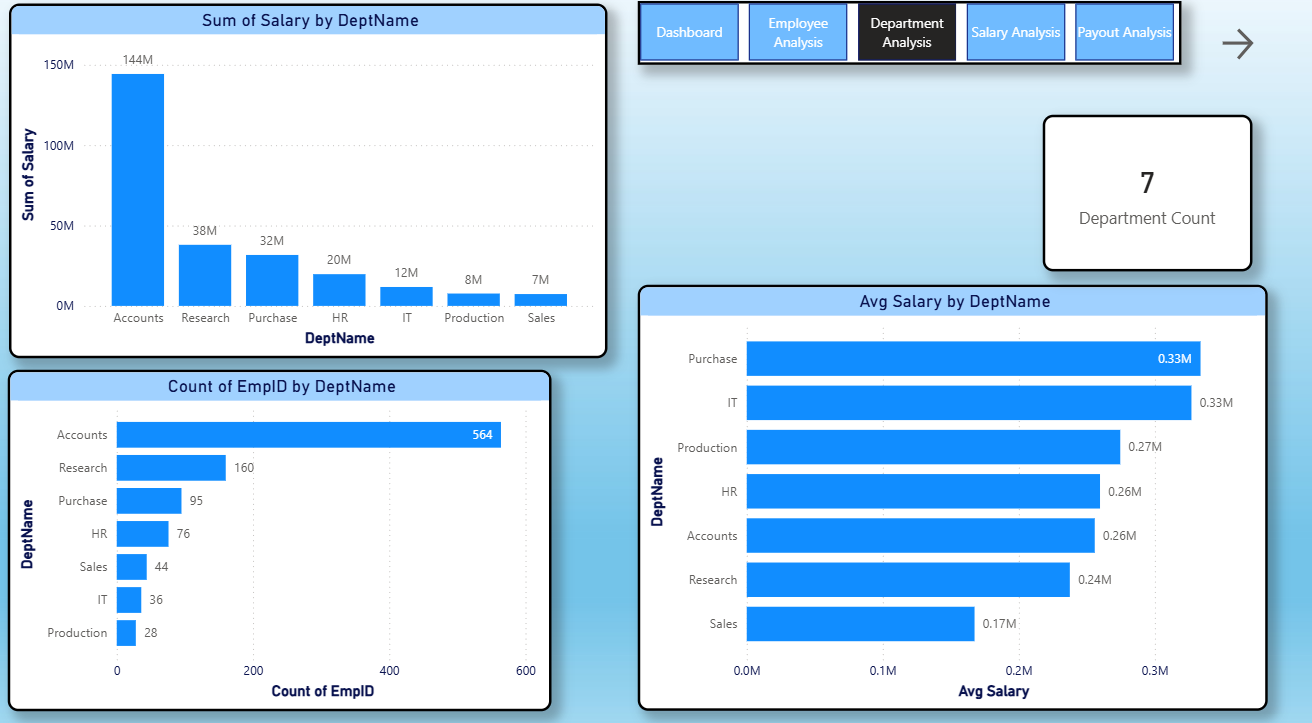 Sum of Salary by DeptName
Sum of Salary
150M
100M
50M
0M
144M
38M
32M
20M
12M
8M
7M
Accounts
Research
Purchase
HR
IT
Production
Sales
DeptName
Dashboard
Employee
Analysis
Department
Analysis
Salary Analysis
Payout Analysis
7
Department Count
Count of EmpID by DeptName
DeptName
Accounts 564
Research 160
Purchase 95
HR 76
Sales 44
IT 36
Production 28
0 200 400 600
Count of EmpID
Avg Salary by DeptName
DeptName
Purchase 0.33M
IT 0.33M
Production 0.27M
HR 0.26M
Accounts 0.26M
Research 0.24M
Sales 0.17M
0.0M 0.1M 0.2M 0.3M
Avg Salary